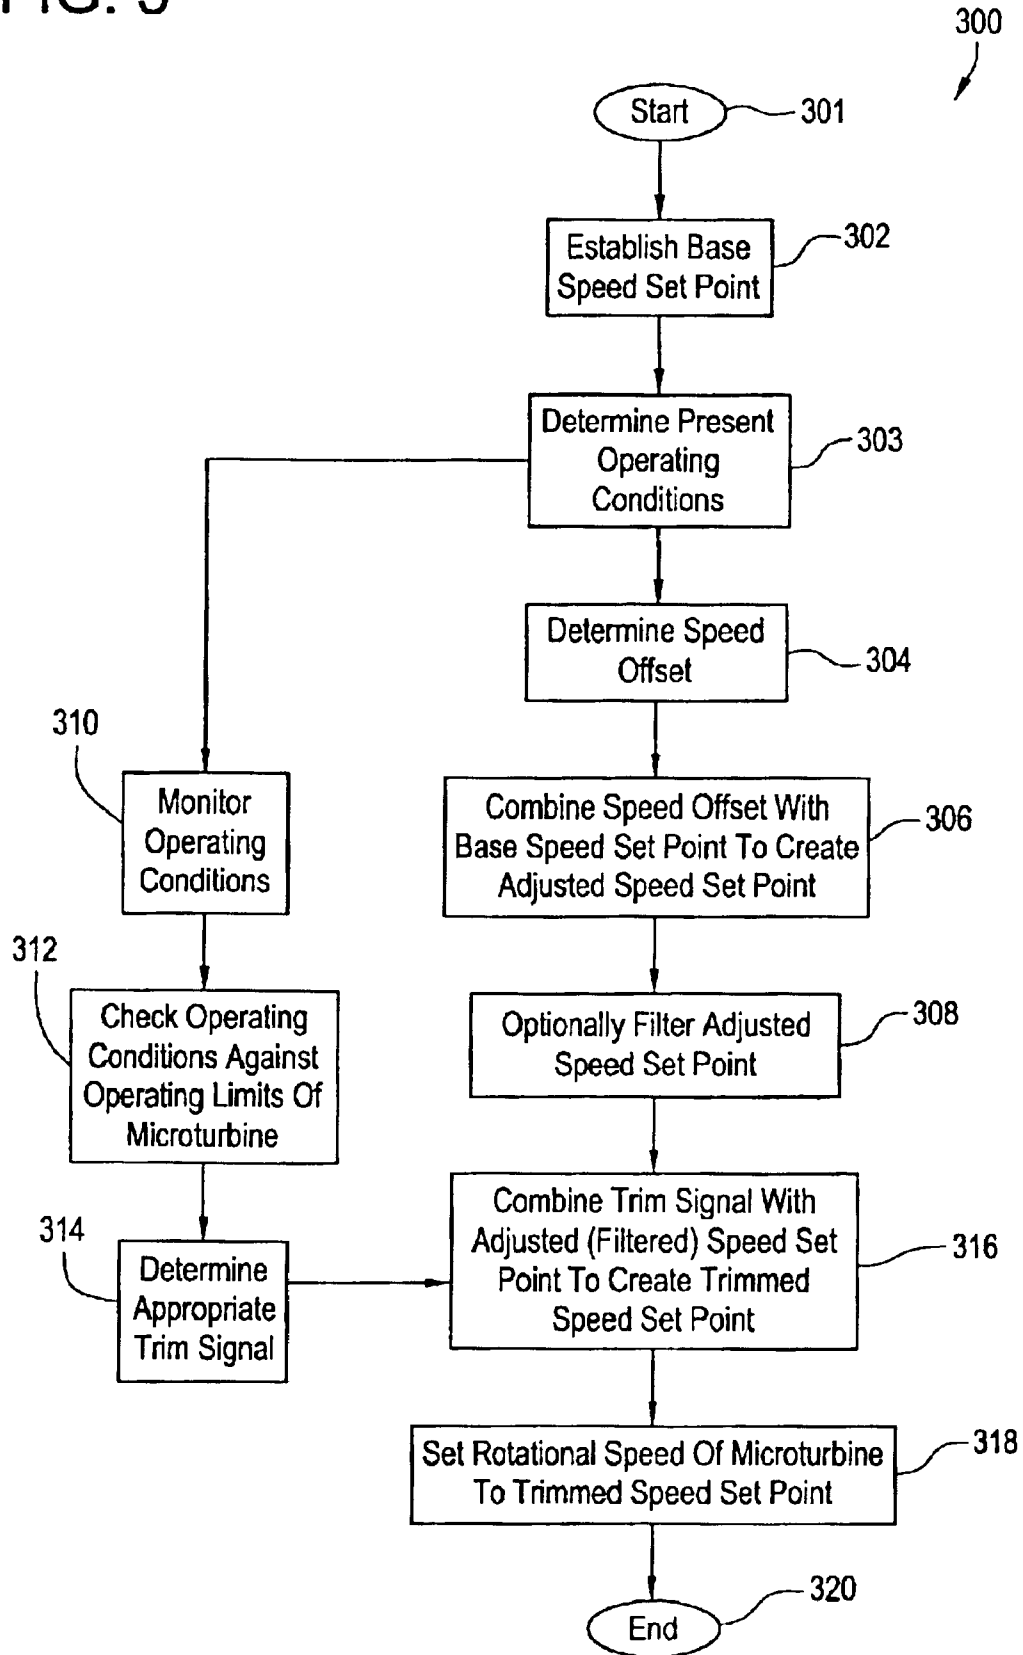 300
Start
301
Establish Base
Speed Set Point
302
Determine Present
Operating
Conditions
303
Determine Speed
Offset
304
310
Monitor
Operating
Conditions
Combine Speed Offset With
Base Speed Set Point To Create
Adjusted Speed Set Point
306
312
Check Operating
Conditions Against
Operating Limits Of
Microturbine
Optionally Filter Adjusted
Speed Set Point
308
314
Determine
Appropriate
Trim Signal
Combine Trim Signal With
Adjusted (Filtered) Speed Set
Point To Create Trimmed
Speed Set Point
316
Set Rotational Speed Of Microturbine
To Trimmed Speed Set Point
318
End
320